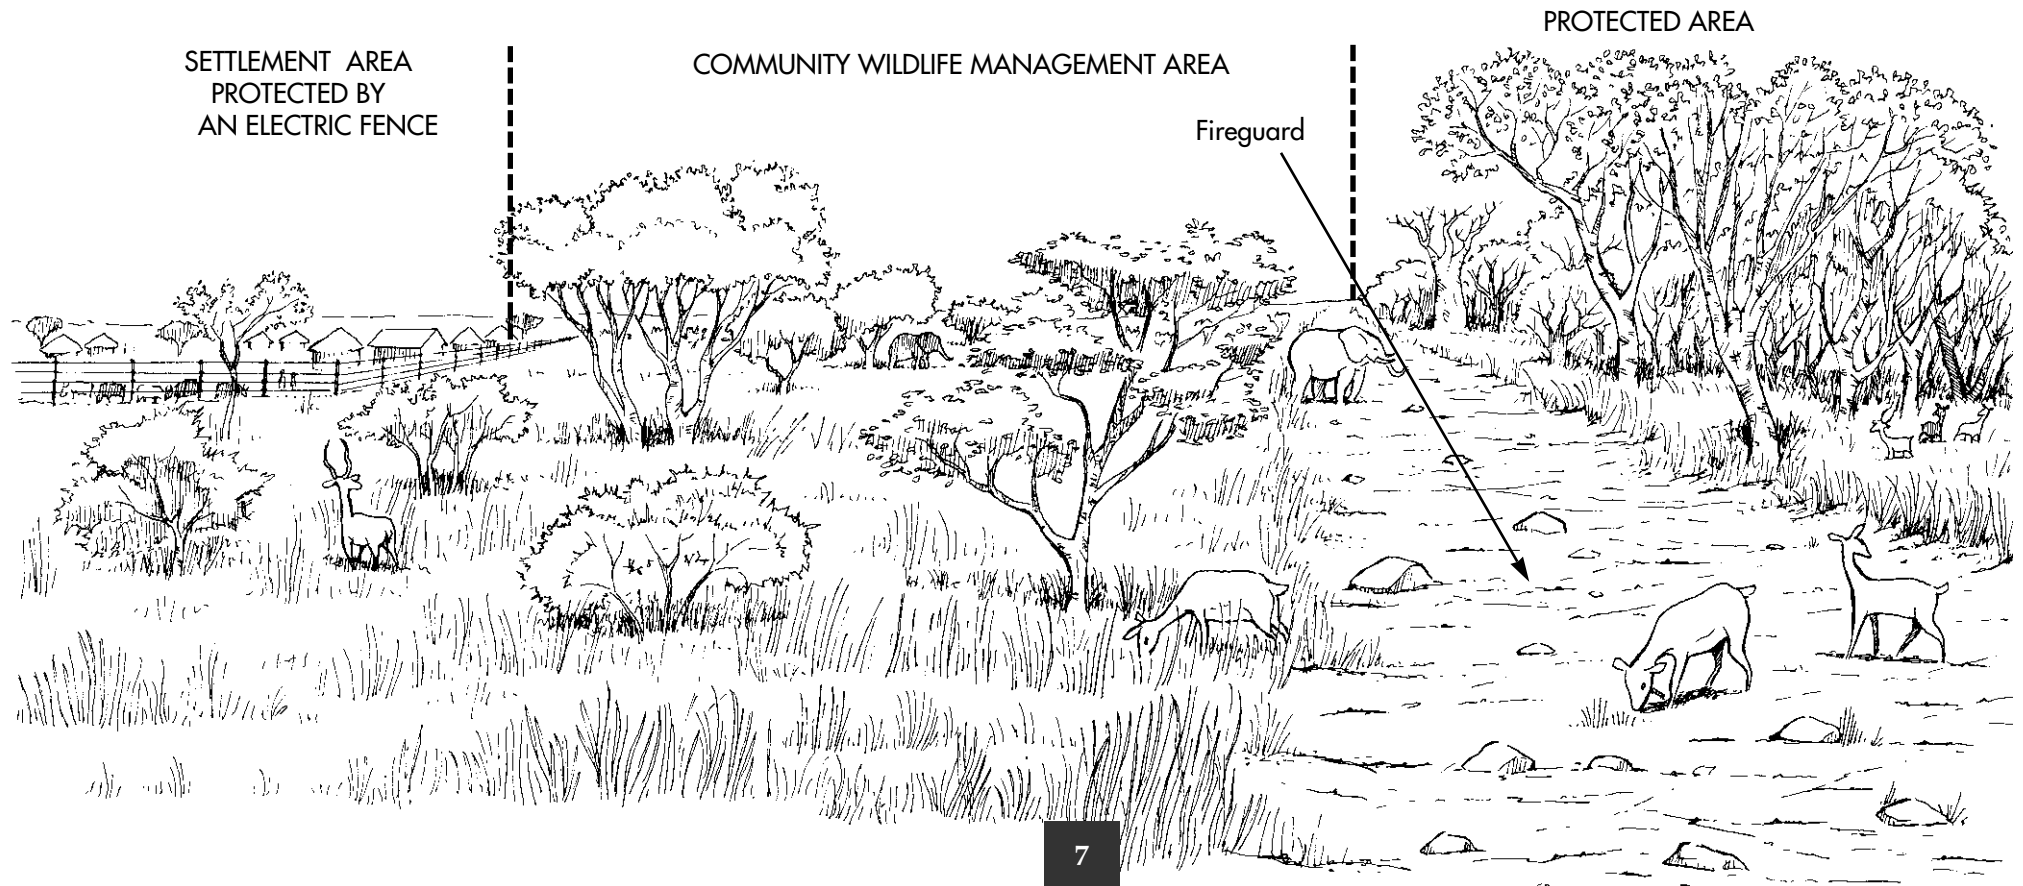 SETTLEMENT AREA
PROTECTED BY
AN ELECTRIC FENCE
COMMUNITY WILDLIFE MANAGEMENT AREA
PROTECTED AREA
Fireguard
7